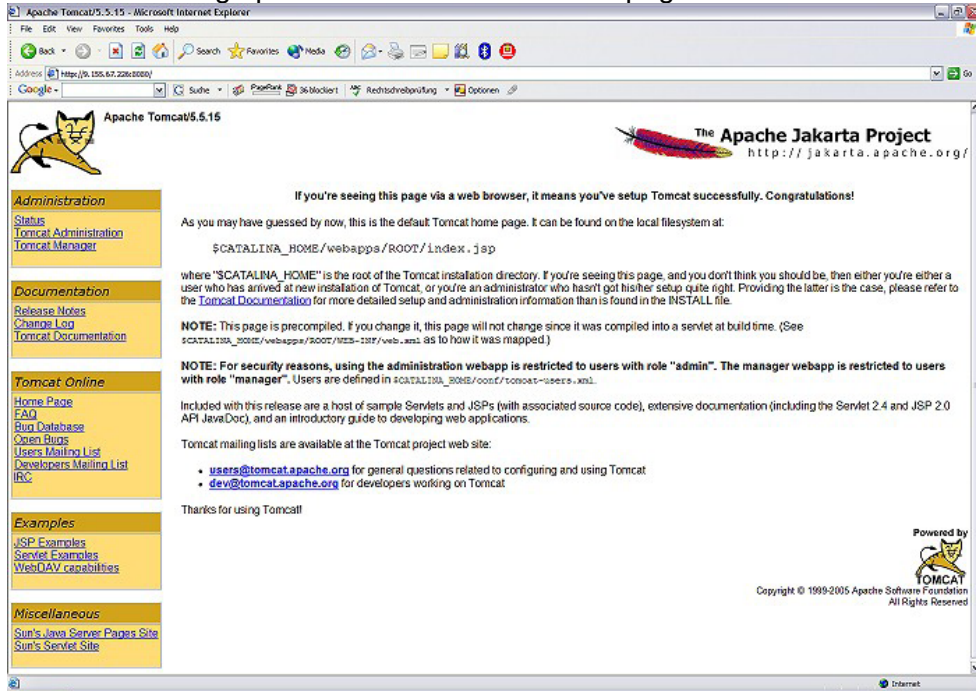 Apache Tomcat/5.5.15 - Microsoft Internet Explorer
File Edit View Favorites Tools Help
Back Search Favorites Media
Address http://9.155.67.226:8080/ Go
Google - Suche PageRank 36 blockiert Rechtschreibprüfung Optionen
Apache Tomcat/5.5.15
The Apache Jakarta Project
http://jakarta.apache.org/
Administration
Status
Tomcat Administration
Tomcat Manager
Documentation
Release Notes
Change Log
Tomcat Documentation
Tomcat Online
Home Page
FAQ
Bug Database
Open Bugs
Users Mailing List
Developers Mailing List
IRC
Examples
JSP Examples
Servlet Examples
WebDAV capabilities
Miscellaneous
Sun's Java Server Pages Site
Sun's Servlet Site
If you're seeing this page via a web browser, it means you've setup Tomcat successfully. Congratulations!
As you may have guessed by now, this is the default Tomcat home page. It can be found on the local filesystem at:
$CATALINA_HOME/webapps/ROOT/index.jsp
where "$CATALINA_HOME" is the root of the Tomcat installation directory. If you're seeing this page, and you don't think you should be, then either you're either a
user who has arrived at new installation of Tomcat, or you're an administrator who hasn't got his/her setup quite right. Providing the latter is the case, please refer to
the Tomcat Documentation for more detailed setup and administration information than is found in the INSTALL file.
NOTE: This page is precompiled. If you change it, this page will not change since it was compiled into a servlet at build time. (See
$CATALINA_HOME/webapps/ROOT/WEB-INF/web.xml as to how it was mapped.)
NOTE: For security reasons, using the administration webapp is restricted to users with role "admin". The manager webapp is restricted to users
with role "manager". Users are defined in $CATALINA_HOME/conf/tomcat-users.xml.
Included with this release are a host of sample Servlets and JSPs (with associated source code), extensive documentation (including the Servlet 2.4 and JSP 2.0
API JavaDoc), and an introductory guide to developing web applications.
Tomcat mailing lists are available at the Tomcat project web site:
• users@tomcat.apache.org for general questions related to configuring and using Tomcat
• dev@tomcat.apache.org for developers working on Tomcat
Thanks for using Tomcat!
Powered by
TOMCAT
Copyright © 1999-2005 Apache Software Foundation
All Rights Reserved
Internet